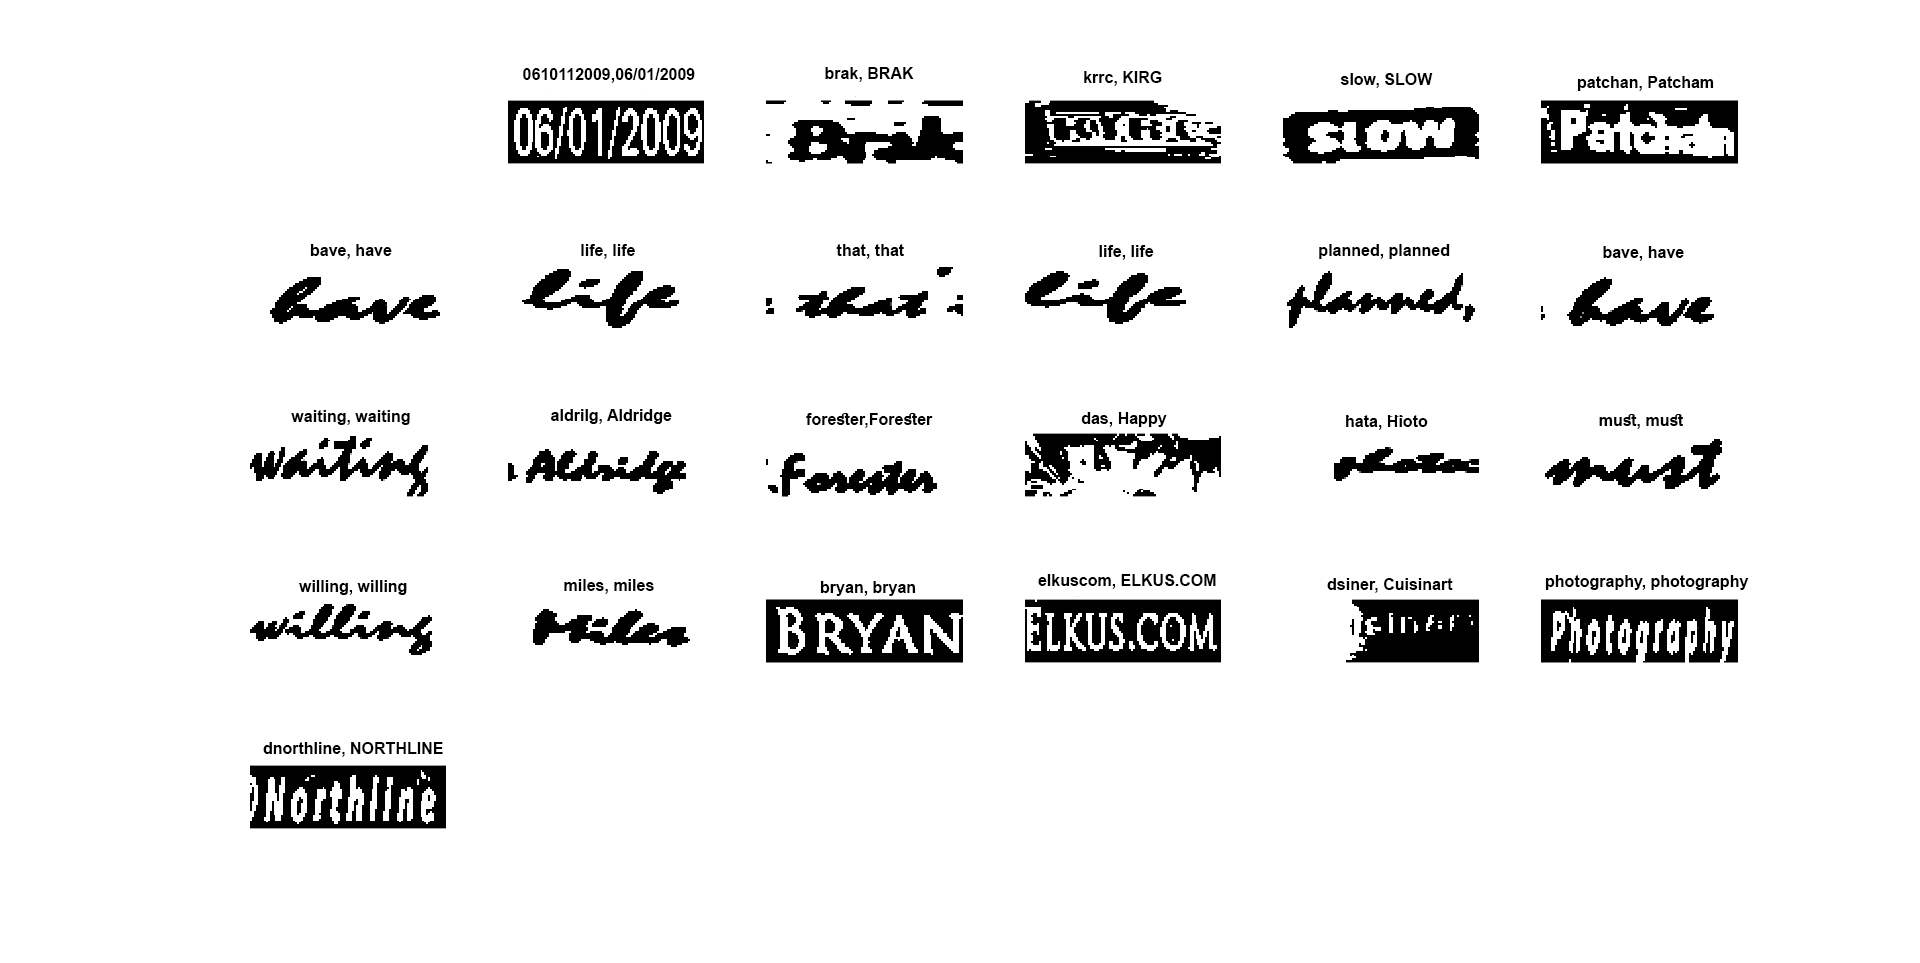 0610112009,06/01/2009 brak, BRAK krrc, KIRG slow, SLOW patchan, Patcham
06/01/2009 Brak SLOW Patchan
bave, have life, life that, that life, life planned, planned bave, have
have life that life planned, have
waiting, waiting aldrilg, Aldridge forester,Forester das, Happy hata, Hioto must, must
waiting Aldridge Forester photo must
willing, willing miles, miles bryan, bryan elkuscom, ELKUS.COM dsiner, Cuisinart photography, photography
willing Miles BRYAN ELKUS.COM Photography
dnorthline, NORTHLINE
Northline